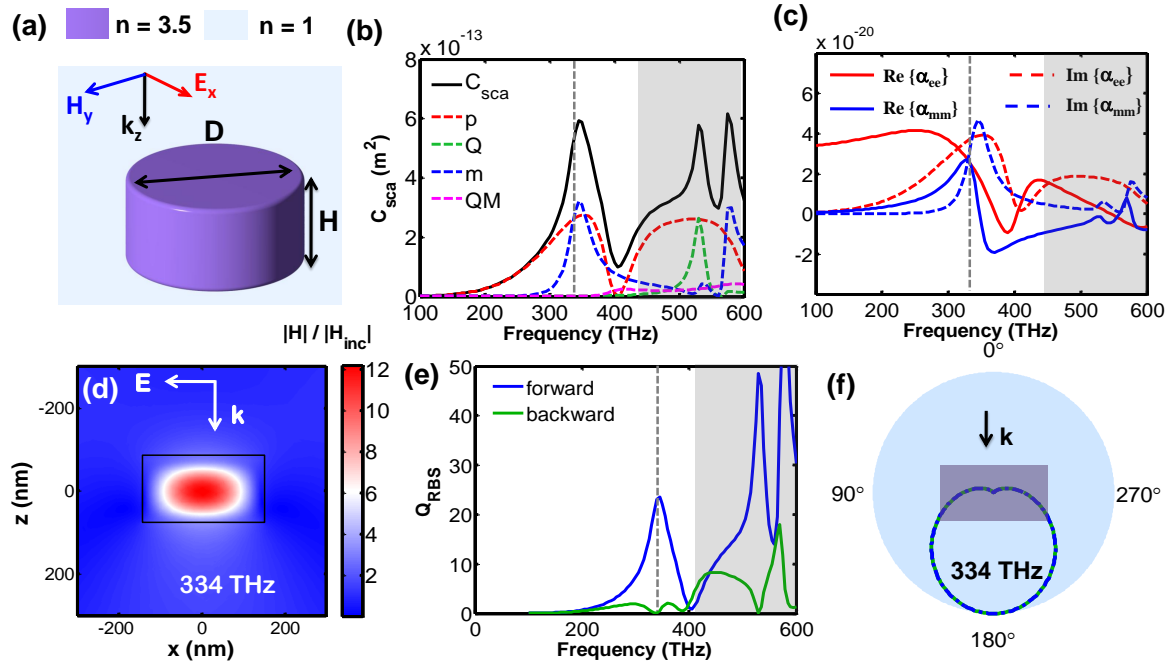 (a) n = 3.5 n = 1
E_x
H_y
k_z
D
H
(b) x 10^-13
8
6
4
2
0
C_sca (m^2)
C_sca
p
Q
m
QM
100 200 300 400 500 600
Frequency (THz)
(c) x 10^-20
6
4
2
0
-2
Re {α_ee} Im {α_ee}
Re {α_mm} Im {α_mm}
100 200 300 400 500 600
Frequency (THz)
|H| / |H_inc|
(d)
E
k
334 THz
-200
0
200
z (nm)
-200 0 200
x (nm)
12
10
8
6
4
2
(e)
50
40
30
20
10
0
Q_RBS
forward
backward
0 200 400 600
Frequency (THz)
(f)
0°
k
90° 270°
334 THz
180°